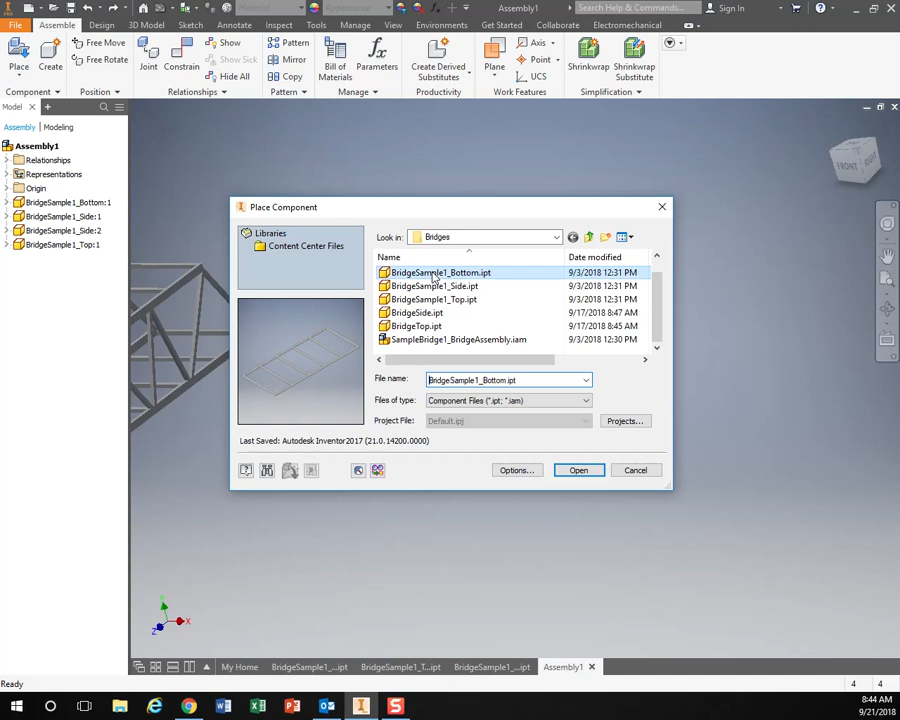 Material
Appearance
Assembly1
Search Help & Commands...
Sign In
File
Assemble
Design
3D Model
Sketch
Annotate
Inspect
Tools
Manage
View
Environments
Get Started
Collaborate
Electromechanical
Place
Create
Free Move
Free Rotate
Joint
Constrain
Show
Show Sick
Hide All
Pattern
Mirror
Copy
Bill of
Materials
Parameters
Create Derived
Substitutes
Plane
Axis
Point
UCS
Shrinkwrap
Shrinkwrap
Substitute
Component
Position
Relationships
Pattern
Manage
Productivity
Work Features
Simplification
Model
Assembly
Modeling
Assembly1
Relationships
Representations
Origin
BridgeSample1_Bottom:1
BridgeSample1_Side:1
BridgeSample1_Side:2
BridgeSample1_Top:1
FRONT
RIGHT
Place Component
Libraries
Content Center Files
Look in:
Bridges
Name
Date modified
BridgeSample1_Bottom.ipt 9/3/2018 12:31 PM
BridgeSample1_Side.ipt 9/3/2018 12:31 PM
BridgeSample1_Top.ipt 9/3/2018 12:31 PM
BridgeSide.ipt 9/17/2018 8:47 AM
BridgeTop.ipt 9/17/2018 8:45 AM
SampleBridge1_BridgeAssembly.iam 9/3/2018 12:30 PM
File name:
BridgeSample1_Bottom.ipt
Files of type:
Component Files (*.ipt; *.iam)
Project File:
Default.ipj
Projects...
Last Saved: Autodesk Inventor2017 (21.0.14200.0000)
Options...
Open
Cancel
Y
X
Z
My Home
BridgeSample1_...ipt
BridgeSample1_T...ipt
BridgeSample1_...ipt
Assembly1
Ready
4
4
8:44 AM
9/21/2018